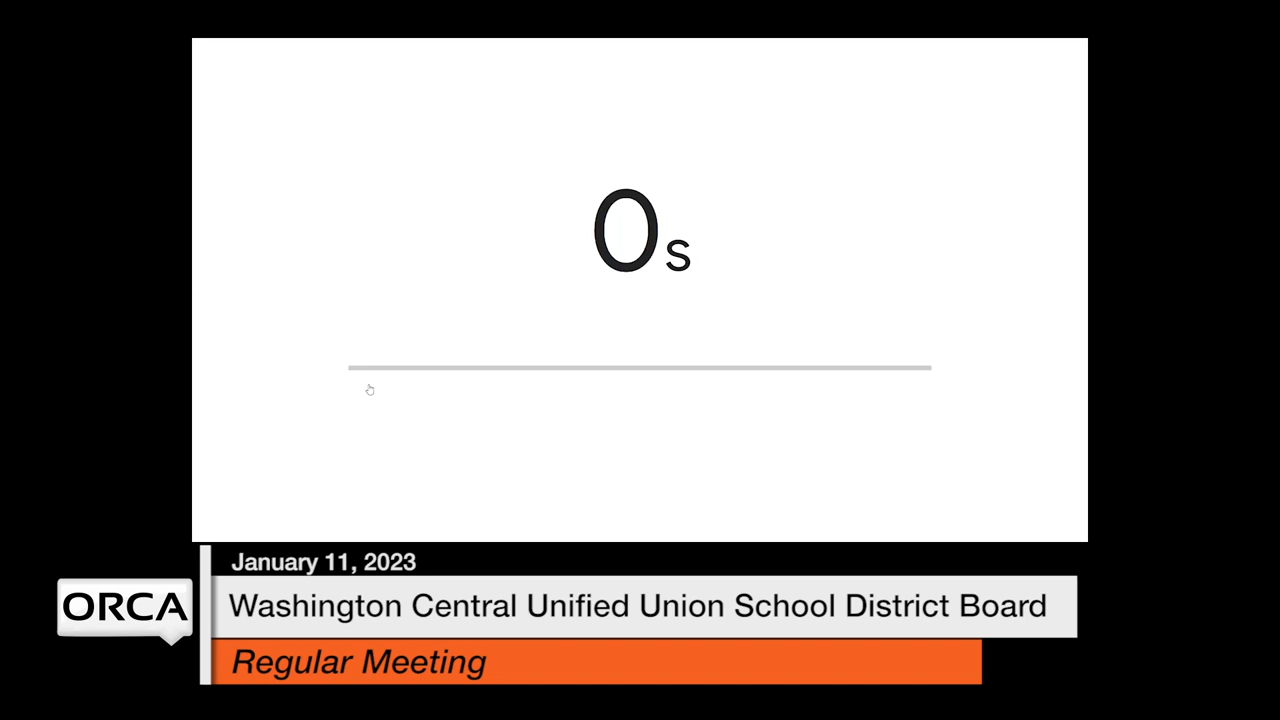 0s
January 11, 2023
ORCA
Washington Central Unified Union School District Board
Regular Meeting